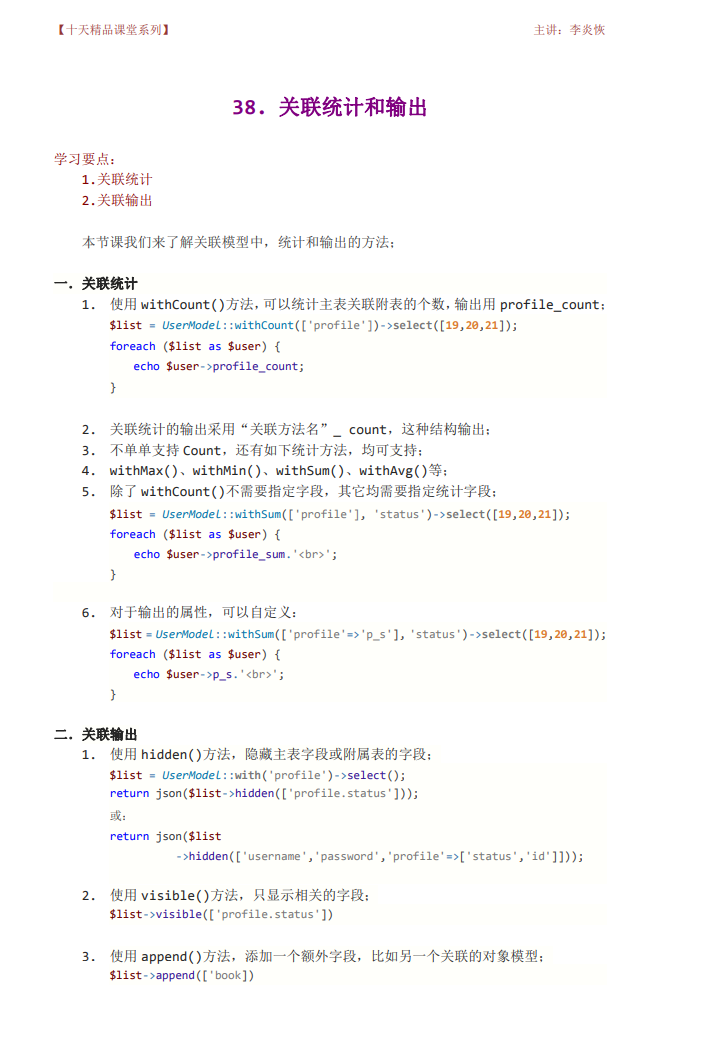 【十天精品课堂系列】 主讲：李炎恢
38．关联统计和输出
学习要点：
1.关联统计
2.关联输出
本节课我们来了解关联模型中，统计和输出的方法；
一．关联统计
1. 使用 withCount()方法，可以统计主表关联附表的个数，输出用 profile_count；
$list = UserModel::withCount(['profile'])->select([19,20,21]);
foreach ($list as $user) {
echo $user->profile_count;
}
2. 关联统计的输出采用“关联方法名”_ count，这种结构输出；
3. 不单单支持 Count，还有如下统计方法，均可支持；
4. withMax()、withMin()、withSum()、withAvg()等；
5. 除了 withCount()不需要指定字段，其它均需要指定统计字段；
$list = UserModel::withSum(['profile'], 'status')->select([19,20,21]);
foreach ($list as $user) {
echo $user->profile_sum.'<br>';
}
6. 对于输出的属性，可以自定义：
$list = UserModel::withSum(['profile'=>'p_s'], 'status')->select([19,20,21]);
foreach ($list as $user) {
echo $user->p_s.'<br>';
}
二．关联输出
1. 使用 hidden()方法，隐藏主表字段或附属表的字段；
$list = UserModel::with('profile')->select();
return json($list->hidden(['profile.status']));
或：
return json($list
->hidden(['username','password','profile'=>['status','id']]));
2. 使用 visible()方法，只显示相关的字段；
$list->visible(['profile.status'])
3. 使用 append()方法，添加一个额外字段，比如另一个关联的对象模型；
$list->append(['book])